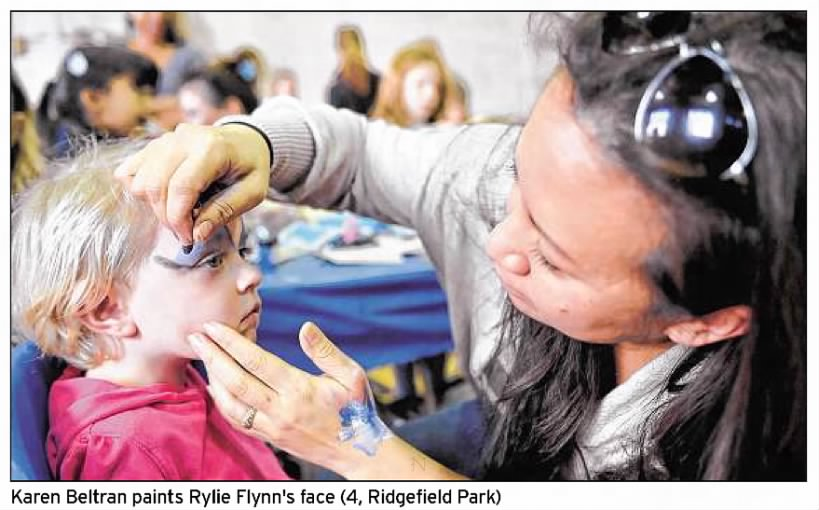 Karen Beltran paints Rylie Flynn's face (4, Ridgefield Park)